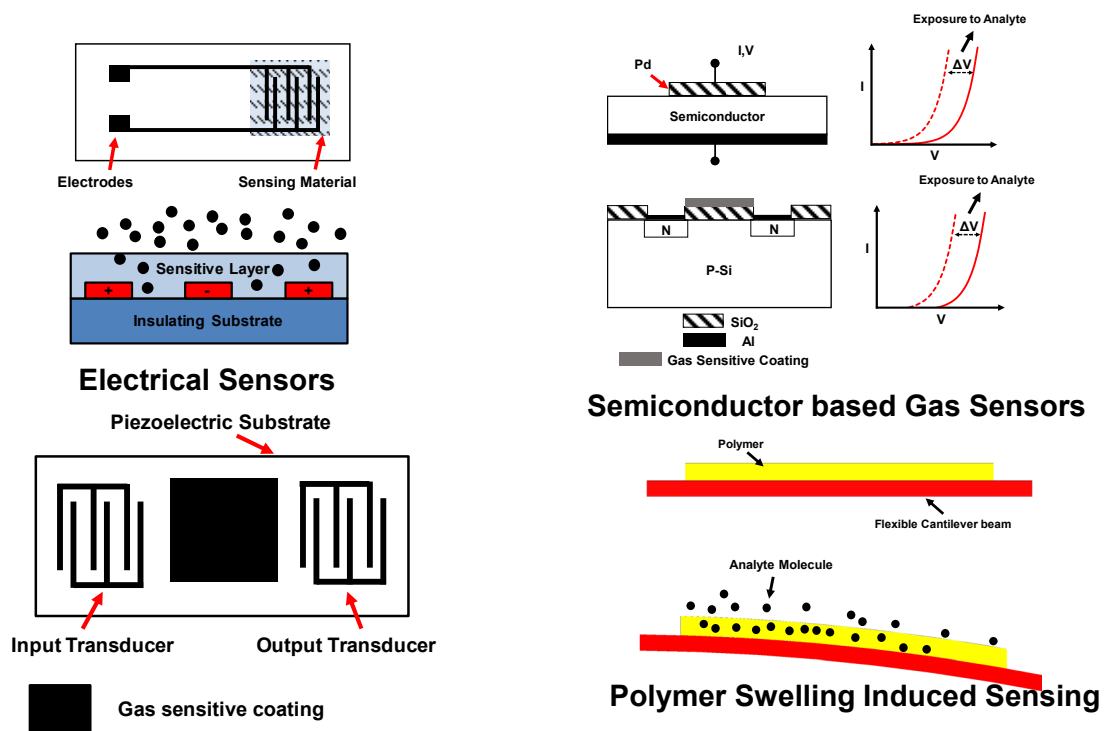 Electrodes
Sensing Material
Sensitive Layer
+
-
+
Insulating Substrate
Electrical Sensors
Exposure to Analyte
I,V
Pd
ΔV
I
Semiconductor
V
Exposure to Analyte
ΔV
I
N
N
P-Si
V
SiO₂
Al
Gas Sensitive Coating
Semiconductor based Gas Sensors
Piezoelectric Substrate
Input Transducer
Output Transducer
Gas sensitive coating
Polymer
Flexible Cantilever beam
Analyte Molecule
Polymer Swelling Induced Sensing